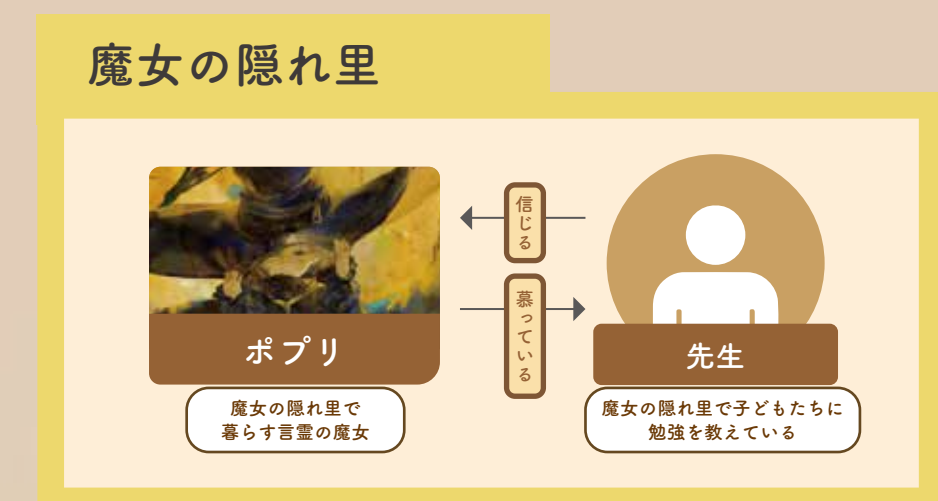 魔女の隠れ里
信じる
慕っている
ポプリ
先生
魔女の隠れ里で
暮らす言霊の魔女
魔女の隠れ里で子どもたちに
勉強を教えている